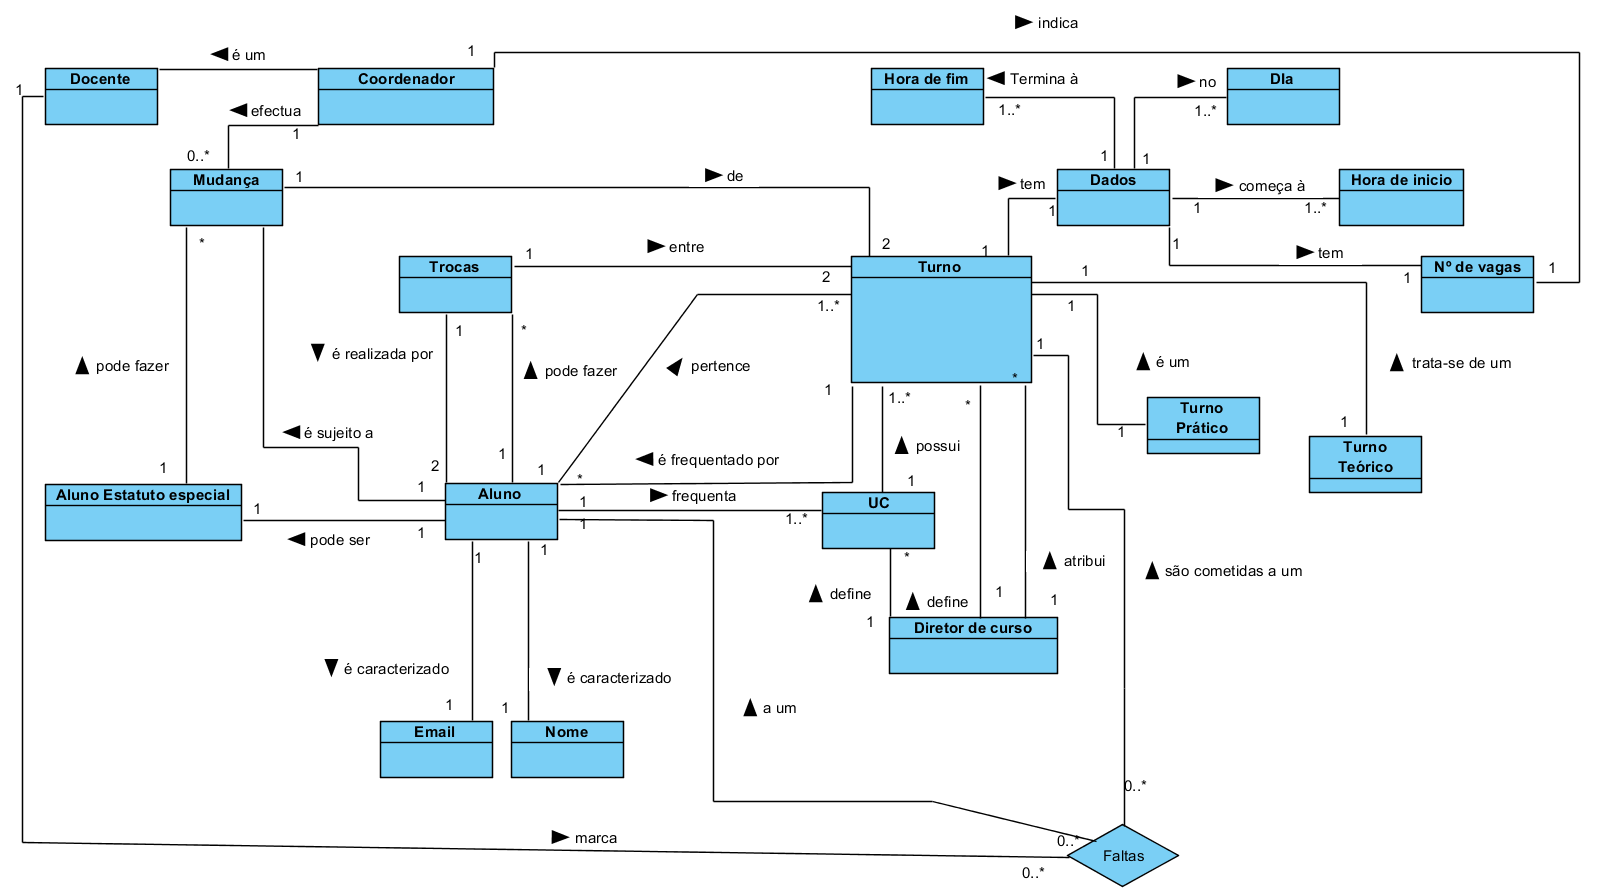 indica
1
é um
Docente
Coordenador
Hora de fim
Termina à
no
DIa
1
efectua
1
1..*
1..*
0..*
1
1
Mudança
1
de
tem
Dados
começa à
Hora de inicio
1
1
1..*
*
Trocas
1
entre
2
1
1
tem
Nº de vagas
1
2
Turno
1
1
1..*
1
1
*
é realizada por
pode fazer
1
pode fazer
pertence
é um
trata-se de um
*
1
1..*
*
Turno
Prático
1
1
é sujeito a
possui
Turno
Teórico
1
2
1
1
é frequentado por
*
1
Aluno Estatuto especial
1
Aluno
1
frequenta
1..*
UC
1
1
pode ser
1
1
1
*
define
define
atribui
são cometidas a um
1
1
1
Diretor de curso
é caracterizado
é caracterizado
1
1
a um
Email
Nome
0..*
marca
0..*
Faltas
0..*